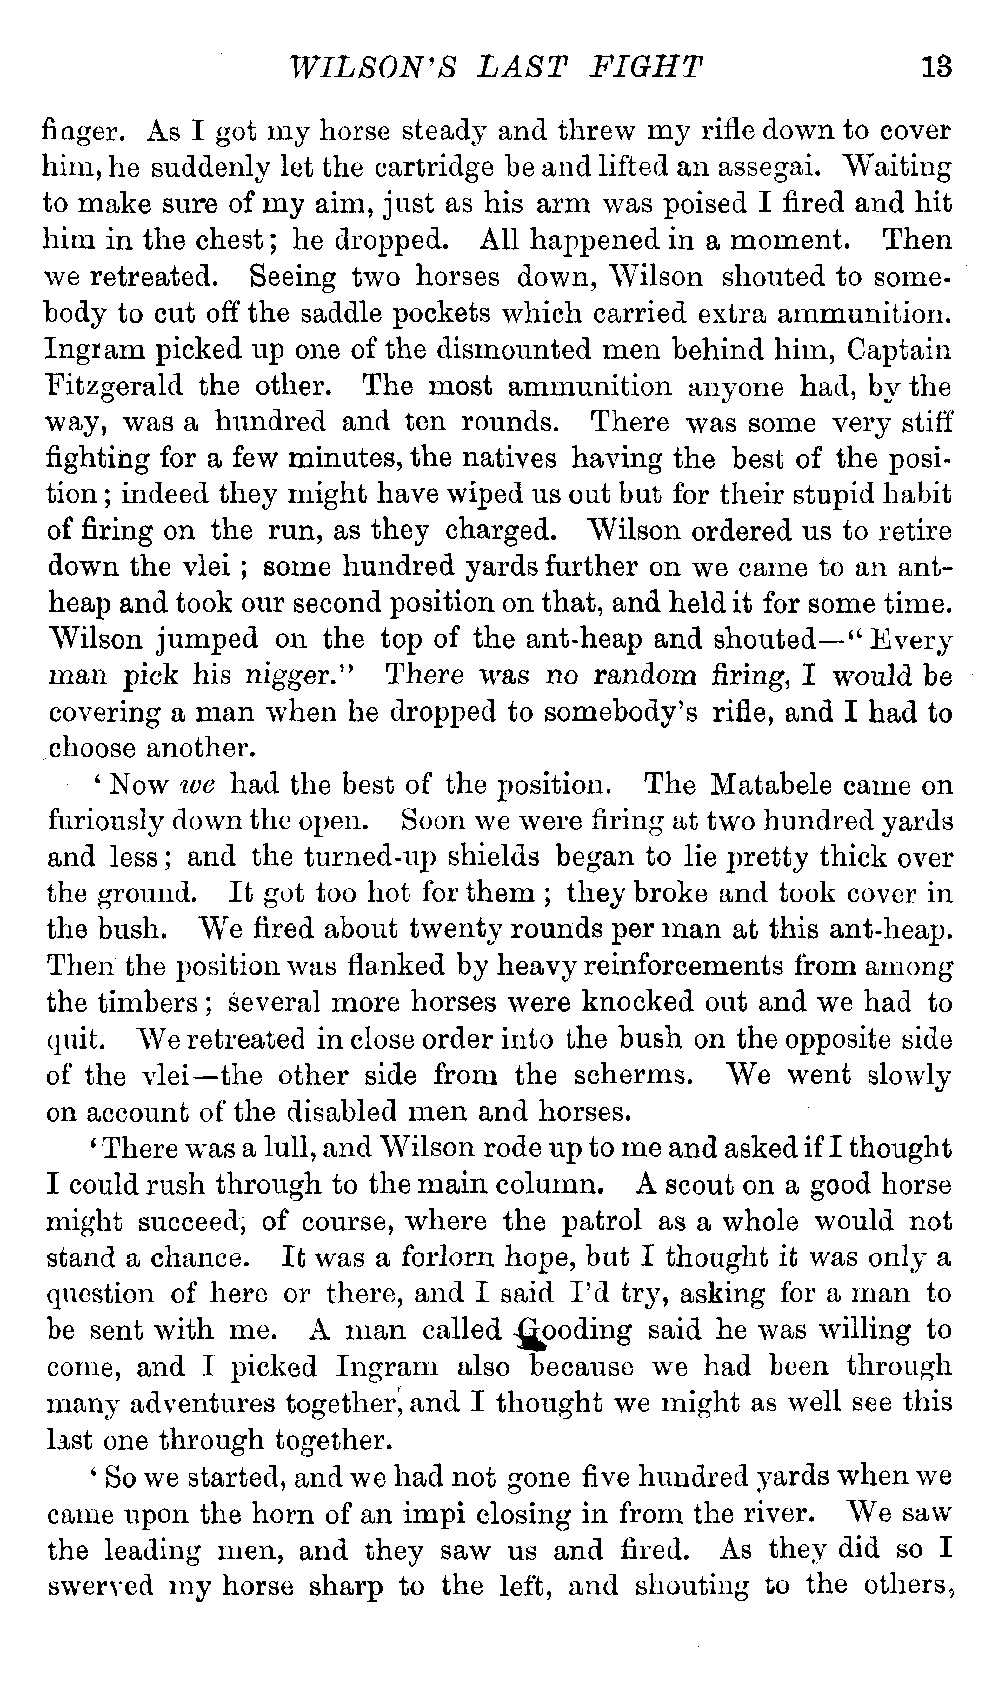 WILSON'S LAST FIGHT 13
finger. As I got my horse steady and threw my rifle down to cover
him, he suddenly let the cartridge be and lifted an assegai. Waiting
to make sure of my aim, just as his arm was poised I fired and hit
him in the chest; he dropped. All happened in a moment. Then
we retreated. Seeing two horses down, Wilson shouted to some-
body to cut off the saddle pockets which carried extra ammunition.
Ingram picked up one of the dismounted men behind him, Captain
Fitzgerald the other. The most ammunition anyone had, by the
way, was a hundred and ten rounds. There was some very stiff
fighting for a few minutes, the natives having the best of the posi-
tion; indeed they might have wiped us out but for their stupid habit
of firing on the run, as they charged. Wilson ordered us to retire
down the vlei; some hundred yards further on we came to an ant-
heap and took our second position on that, and held it for some time.
Wilson jumped on the top of the ant-heap and shouted—"Every
man pick his nigger." There was no random firing, I would be
covering a man when he dropped to somebody's rifle, and I had to
choose another.
'Now we had the best of the position. The Matabele came on
furiously down the open. Soon we were firing at two hundred yards
and less; and the turned-up shields began to lie pretty thick over
the ground. It got too hot for them; they broke and took cover in
the bush. We fired about twenty rounds per man at this ant-heap.
Then the position was flanked by heavy reinforcements from among
the timbers; several more horses were knocked out and we had to
quit. We retreated in close order into the bush on the opposite side
of the vlei—the other side from the scherms. We went slowly
on account of the disabled men and horses.
'There was a lull, and Wilson rode up to me and asked if I thought
I could rush through to the main column. A scout on a good horse
might succeed, of course, where the patrol as a whole would not
stand a chance. It was a forlorn hope, but I thought it was only a
question of here or there, and I said I'd try, asking for a man to
be sent with me. A man called Gooding said he was willing to
come, and I picked Ingram also because we had been through
many adventures together, and I thought we might as well see this
last one through together.
'So we started, and we had not gone five hundred yards when we
came upon the horn of an impi closing in from the river. We saw
the leading men, and they saw us and fired. As they did so I
swerved my horse sharp to the left, and shouting to the others,